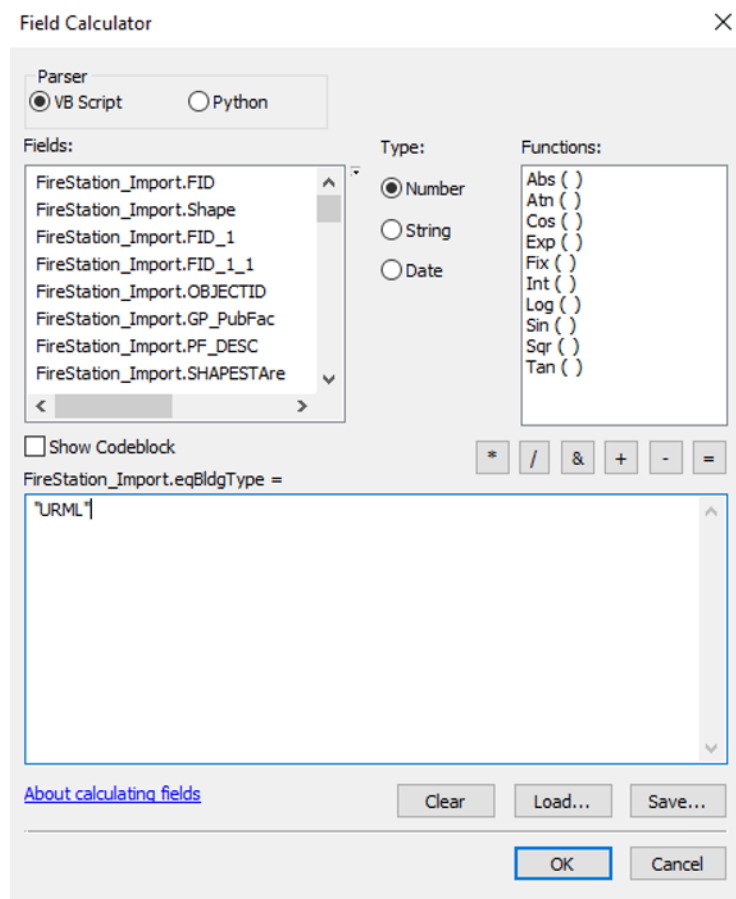 Field Calculator
Parser
VB Script Python
Fields: Type: Functions:
FireStation_Import.FID
FireStation_Import.Shape
FireStation_Import.FID_1
FireStation_Import.FID_1_1
FireStation_Import.OBJECTID
FireStation_Import.GP_PubFac
FireStation_Import.PF_DESC
FireStation_Import.SHAPESTAre
Number
String
Date
Abs ( )
Atn ( )
Cos ( )
Exp ( )
Fix ( )
Int ( )
Log ( )
Sin ( )
Sqr ( )
Tan ( )
Show Codeblock
* / & + - =
FireStation_Import.eqBldgType =
"URML"
About calculating fields Clear Load... Save...
OK Cancel